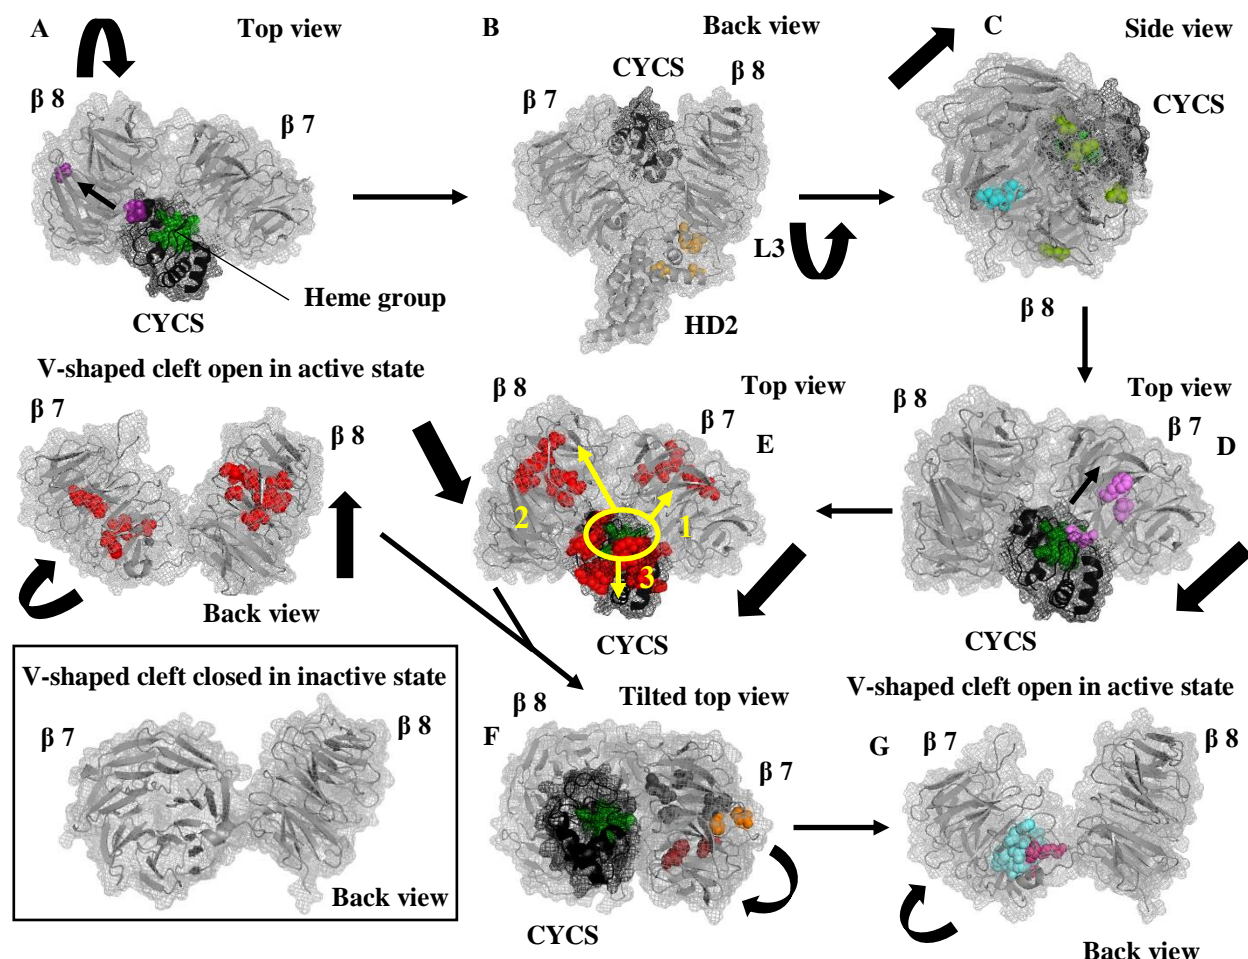 A
Top view
β 8
β 7
Heme group
CYCS
B
Back view
CYCS
β 7
β 8
L3
HD2
C
Side view
CYCS
β 8
V-shaped cleft open in active state
β 7
β 8
Back view
β 8
Top view
β 7
E
2
1
3
CYCS
Top view
β 8
β 7
D
CYCS
V-shaped cleft closed in inactive state
β 7
β 8
Back view
Tilted top view
β 8
F
β 7
CYCS
V-shaped cleft open in active state
β 7
G
β 8
Back view